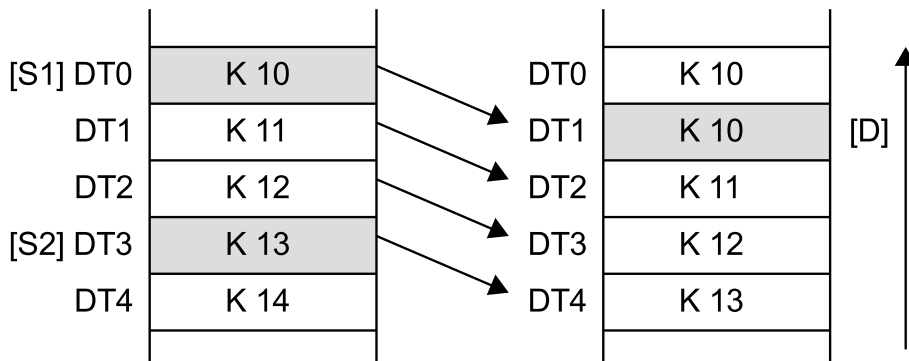 [S1] DT0 K 10 DT0 K 10
DT1 K 11 DT1 K 10 [D]
DT2 K 12 DT2 K 11
[S2] DT3 K 13 DT3 K 12
DT4 K 14 DT4 K 13